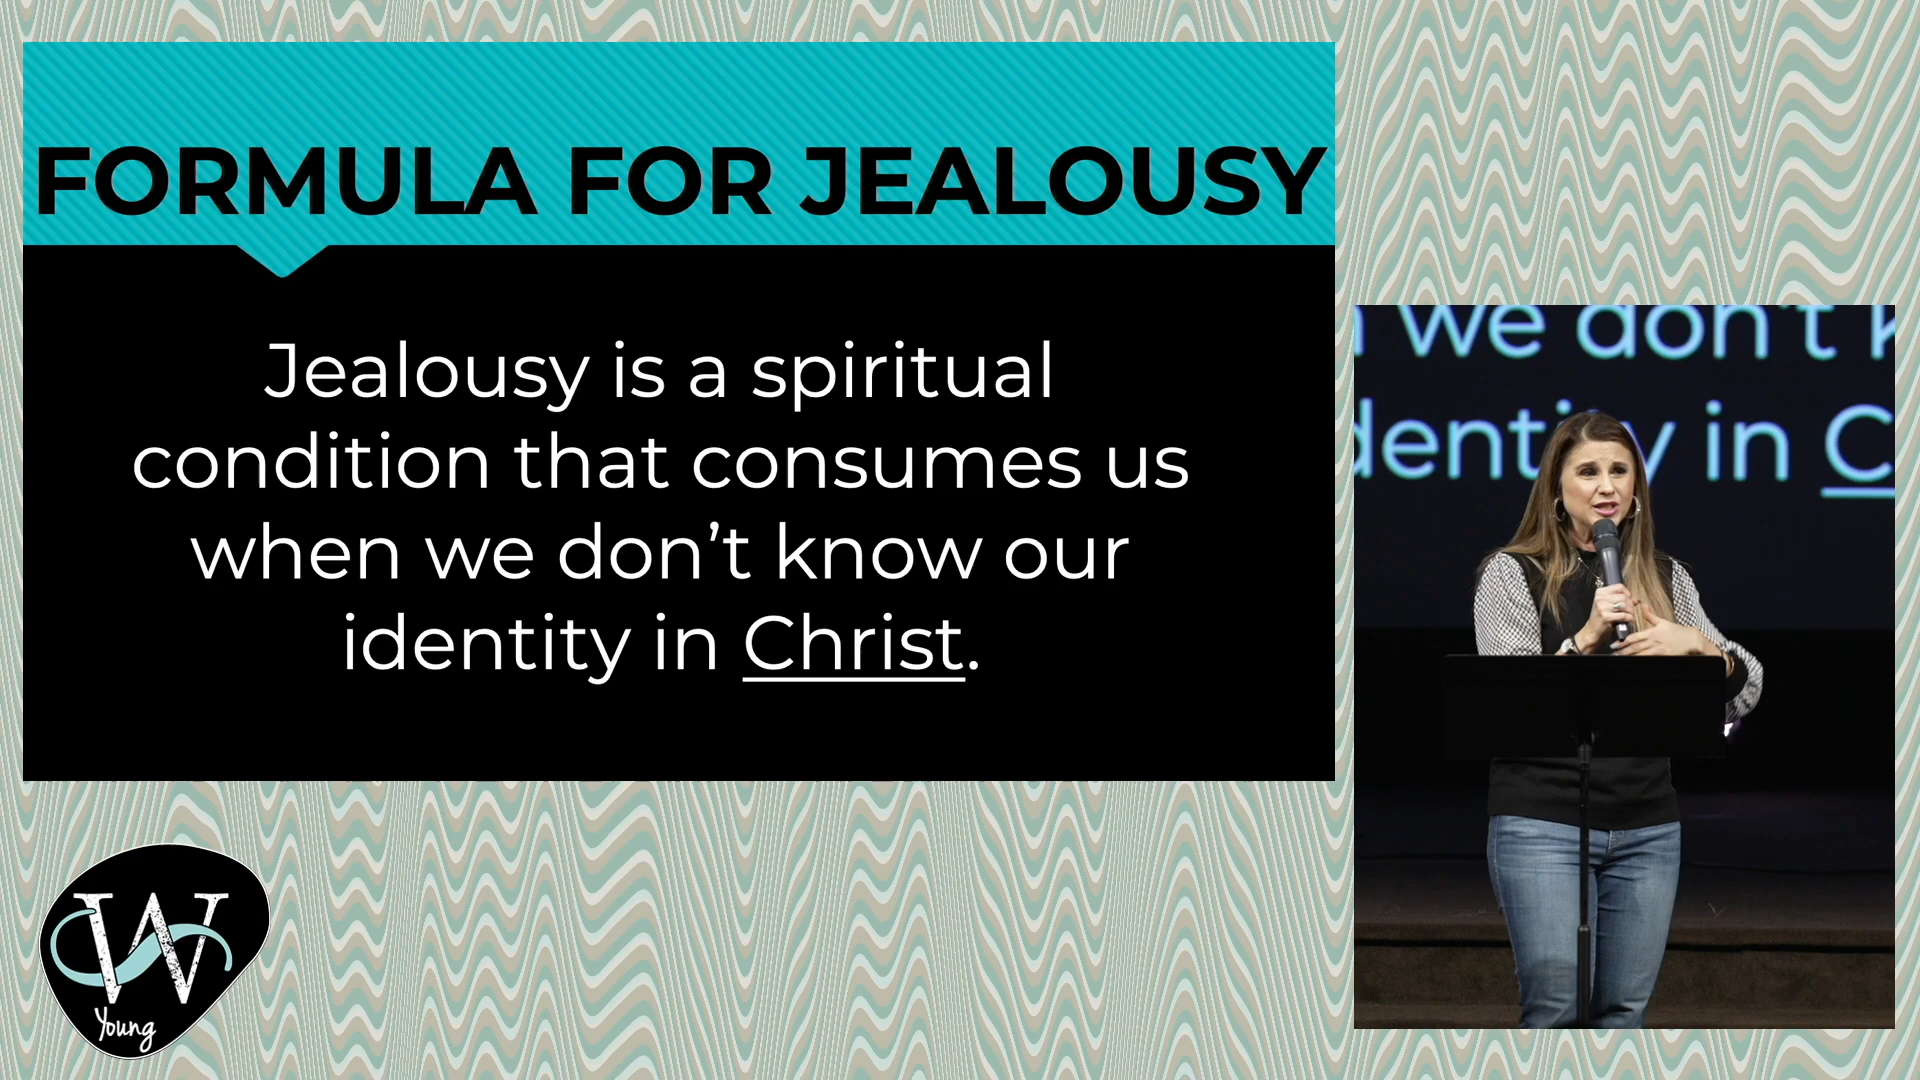 FORMULA FOR JEALOUSY
Jealousy is a spiritual
condition that consumes us
when we don’t know our
identity in Christ.
we don't
identity in C
W
Young